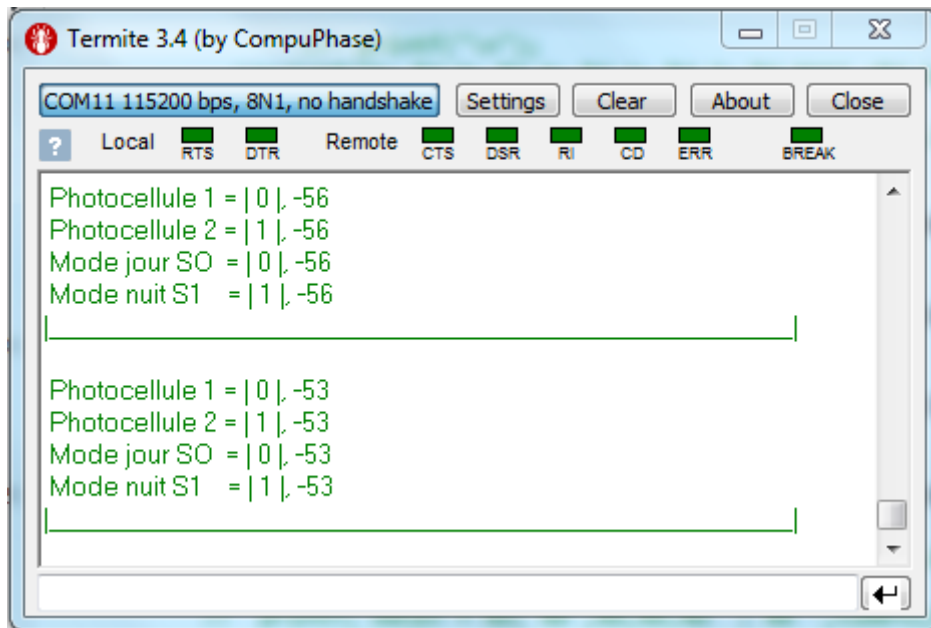 Termite 3.4 (by CompuPhase)
COM11 115200 bps, 8N1, no handshake Settings Clear About Close
? Local RTS DTR Remote CTS DSR RI CD ERR BREAK
Photocellule 1 = | 0 |, -56
Photocellule 2 = | 1 |, -56
Mode jour SO = | 0 |, -56
Mode nuit S1 = | 1 |, -56
|_______________________________________________|
Photocellule 1 = | 0 |, -53
Photocellule 2 = | 1 |, -53
Mode jour SO = | 0 |, -53
Mode nuit S1 = | 1 |, -53
|_______________________________________________|